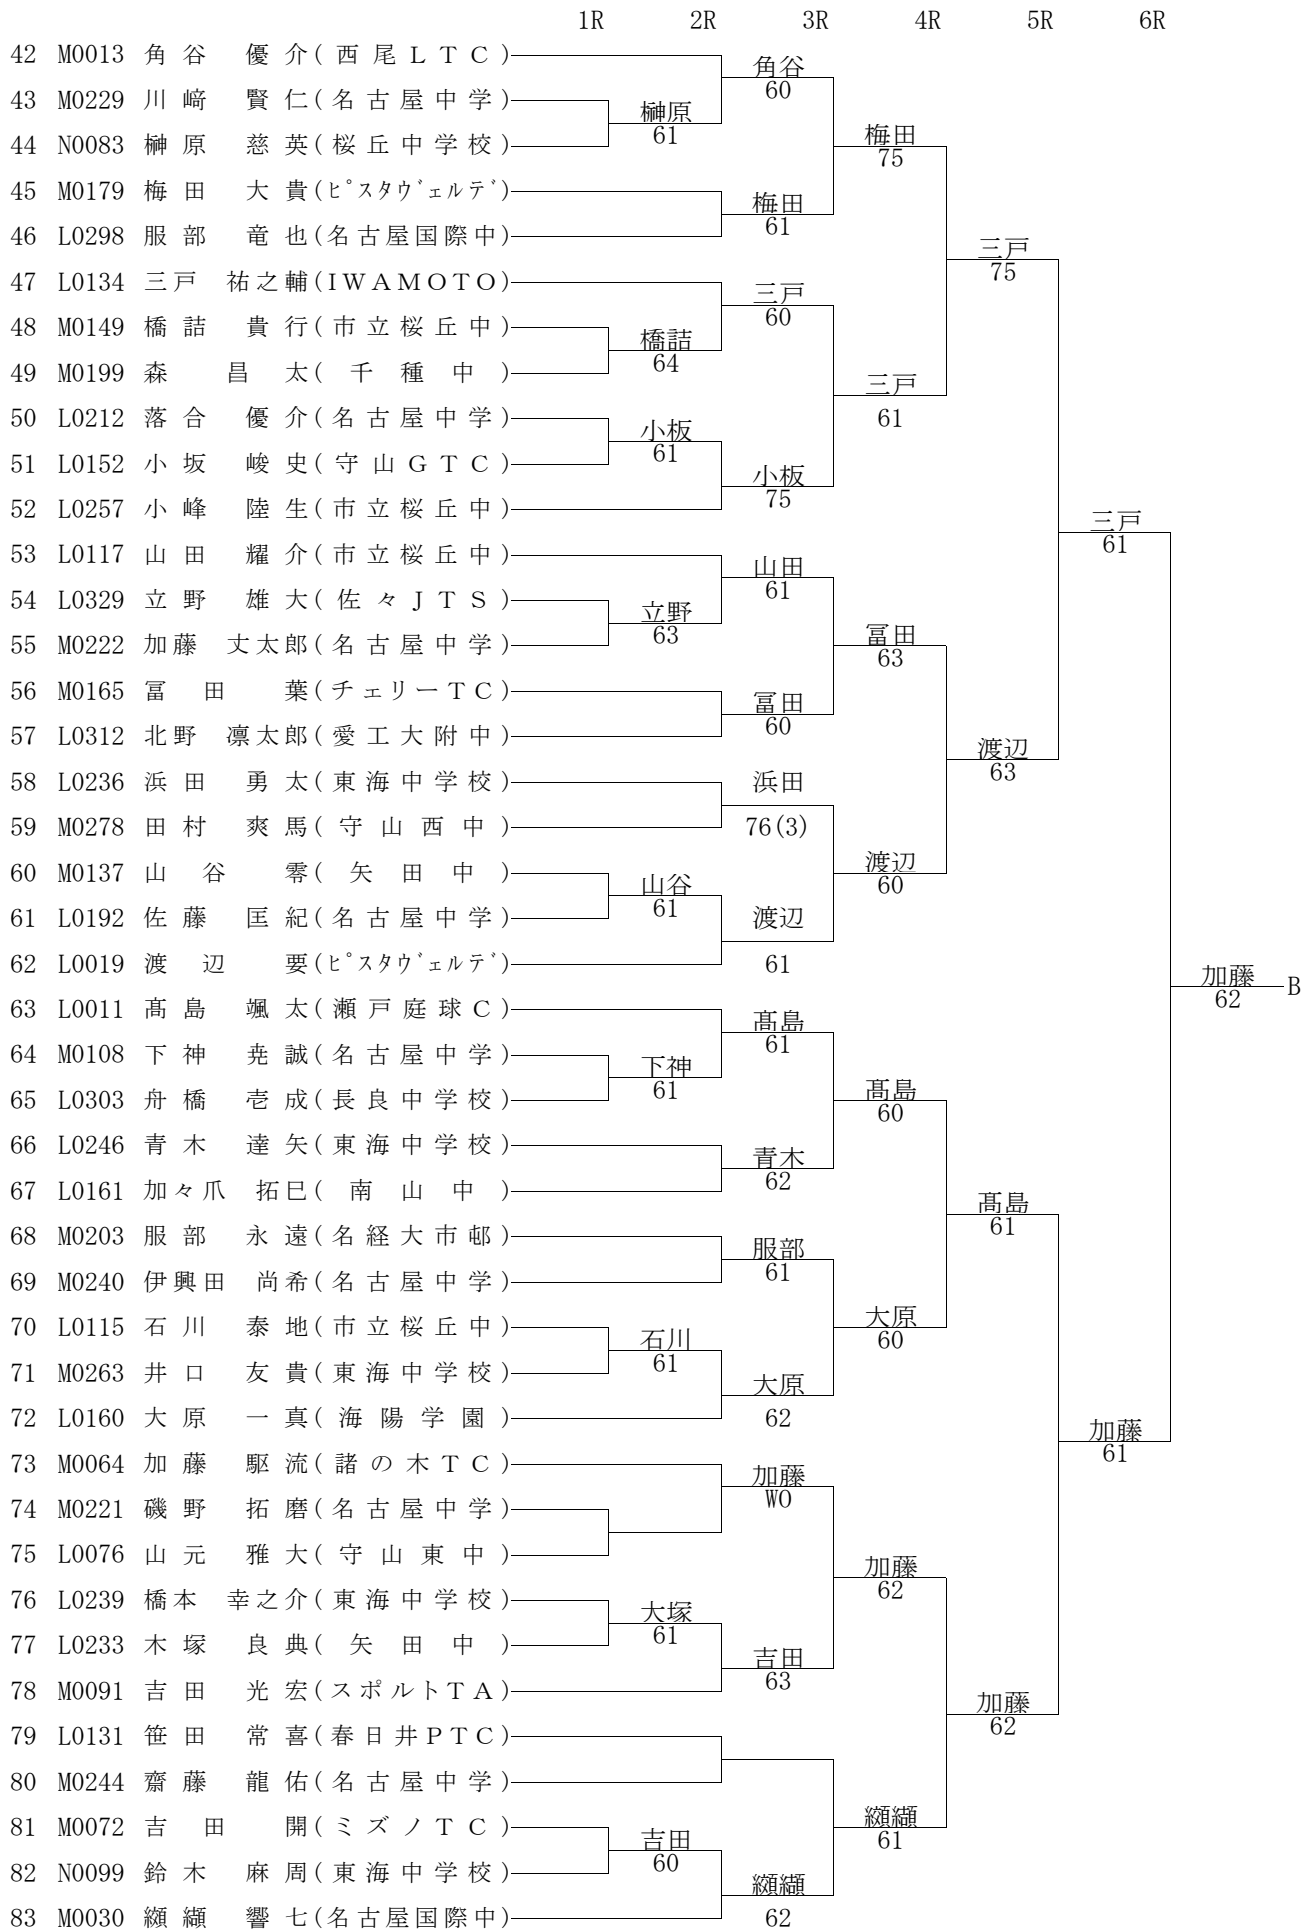 1R 2R 3R 4R 5R 6R
42 M0013 角谷 優介(西尾LTC)
角谷
60
43 M0229 川﨑 賢仁(名古屋中学)
榊原
61
44 N0083 榊原 慈英(桜丘中学校)
梅田
75
45 M0179 梅田 大貴(ピスタヴェルデ)
梅田
61
46 L0298 服部 竜也(名古屋国際中)
三戸
75
47 L0134 三戸 祐之輔(IWAMOTO)
三戸
60
48 M0149 橋詰 貴行(市立桜丘中)
橋詰
64
49 M0199 森 昌太(千種中)
三戸
61
50 L0212 落合 優介(名古屋中学)
小板
61
51 L0152 小坂 峻史(守山GTC)
小板
75
52 L0257 小峰 陸生(市立桜丘中)
三戸
61
53 L0117 山田 耀介(市立桜丘中)
山田
61
54 L0329 立野 雄大(佐々JTS)
立野
63
55 M0222 加藤 丈太郎(名古屋中学)
冨田
63
56 M0165 冨田 葉(チェリーTC)
冨田
60
57 L0312 北野 凛太郎(愛工大附中)
渡辺
63
58 L0236 浜田 勇太(東海中学校)
浜田
76(3)
59 M0278 田村 爽馬(守山西中)
渡辺
60
60 M0137 山谷 零(矢田中)
山谷
61
61 L0192 佐藤 匡紀(名古屋中学)
渡辺
61
62 L0019 渡辺 要(ピスタヴェルデ)
加藤
62
B
63 L0011 髙島 颯太(瀬戸庭球C)
髙島
61
64 M0108 下神 尭誠(名古屋中学)
下神
61
65 L0303 舟橋 壱成(長良中学校)
髙島
60
66 L0246 青木 達矢(東海中学校)
青木
62
67 L0161 加々爪 拓巳(南山中)
髙島
61
68 M0203 服部 永遠(名経大市邨)
服部
61
69 M0240 伊興田 尚希(名古屋中学)
大原
60
70 L0115 石川 泰地(市立桜丘中)
石川
61
71 M0263 井口 友貴(東海中学校)
大原
62
72 L0160 大原 一真(海陽学園)
加藤
61
73 M0064 加藤 駆流(諸の木TC)
加藤
WO
74 M0221 磯野 拓磨(名古屋中学)
75 L0076 山元 雅大(守山東中)
加藤
62
76 L0239 橋本 幸之介(東海中学校)
大塚
61
77 L0233 木塚 良典(矢田中)
吉田
63
78 M0091 吉田 光宏(スポルトTA)
加藤
62
79 L0131 笹田 常喜(春日井PTC)
80 M0244 齋藤 龍佑(名古屋中学)
纐纈
61
81 M0072 吉田 開(ミズノTC)
吉田
60
82 N0099 鈴木 麻周(東海中学校)
纐纈
62
83 M0030 纐纈 響七(名古屋国際中)